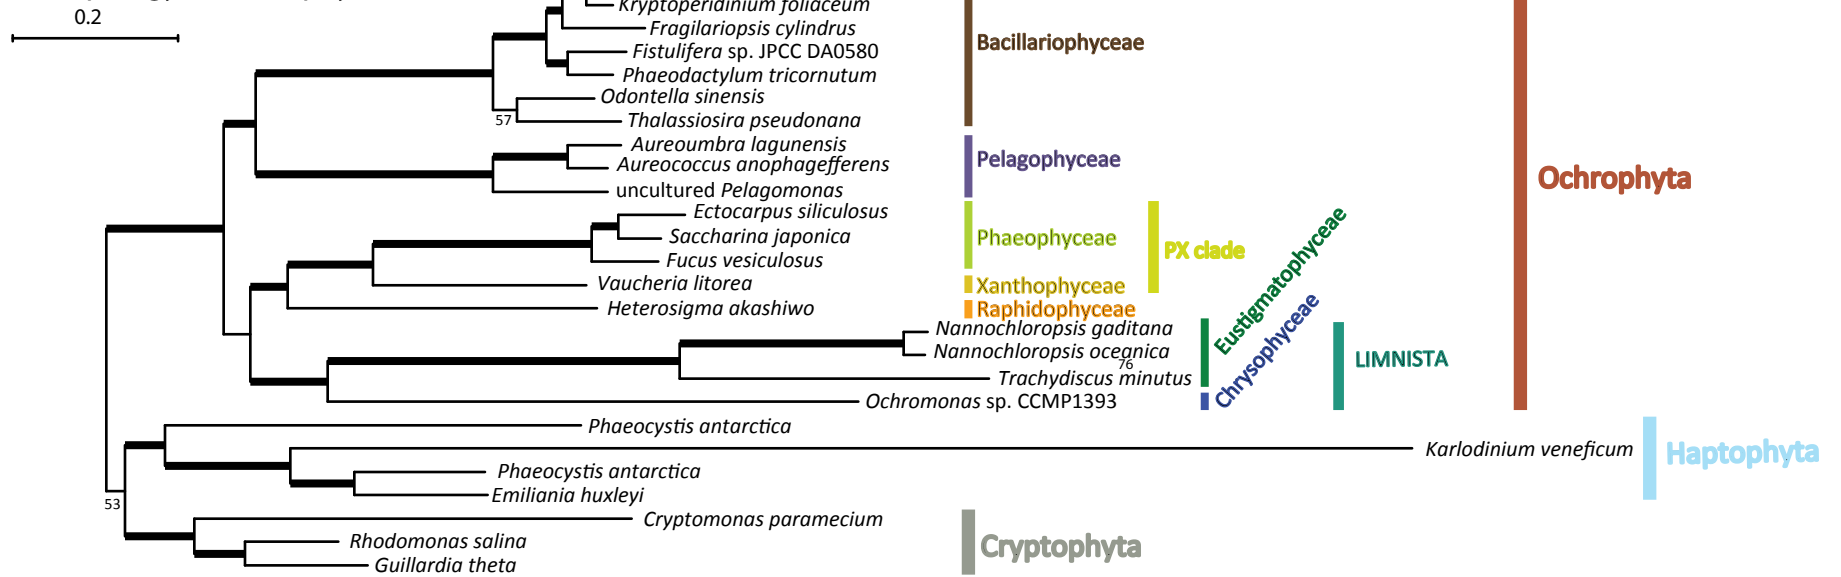 0.2
Kryptoperidinium foliaceum
Fragilariopsis cylindrus
Fistulifera sp. JPCC DA0580
Phaeodactylum tricornutum
Odontella sinensis
57
Thalassiosira pseudonana
Bacillariophyceae
Aureoumbra lagunensis
Aureococcus anophagefferens
uncultured Pelagomonas
Pelagophyceae
Ectocarpus siliculosus
Saccharina japonica
Fucus vesiculosus
Phaeophyceae
PX clade
Vaucheria litorea
Xanthophyceae
Heterosigma akashiwo
Raphidophyceae
Nannochloropsis gaditana
Nannochloropsis oceanica
76
Trachydiscus minutus
Eustigmatophyceae
Ochromonas sp. CCMP1393
Chrysophyceae
LIMNISTA
Ochrophyta
Phaeocystis antarctica
Karlodinium veneficum
Phaeocystis antarctica
Emiliania huxleyi
Haptophyta
53
Cryptomonas paramecium
Rhodomonas salina
Guillardia theta
Cryptophyta